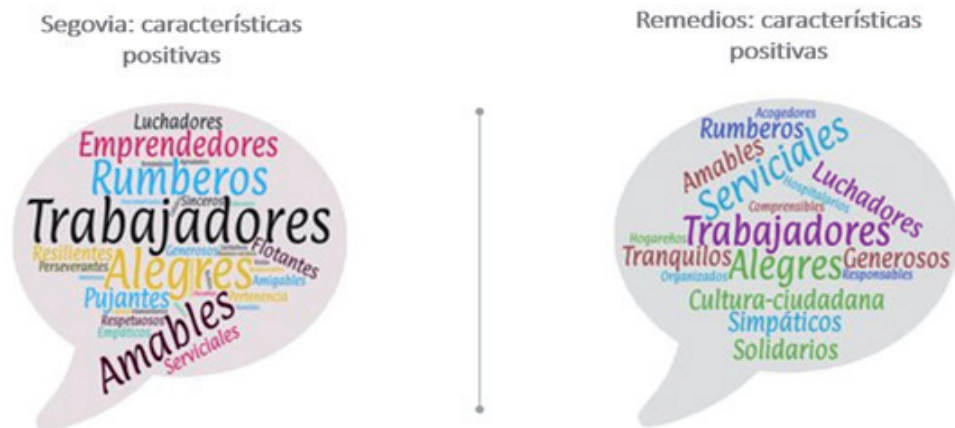 Segovia: características
positivas
Luchadores
Emprendedores
Rumberos
Sinceros
Trabajadores
Resilientes
Generosos
Flotantes
Perseverantes
Alegres
Amigables
Pujantes
Pertenencia
Respetuosos
Amables
Empáticos
Serviciales
Remedios: características
positivas
Acogedores
Rumberos
Amables
Serviciales
Hospitalarios
Luchadores
Comprensibles
Trabajadores
Hogareños
Tranquilos
Alegres
Generosos
Organizados
Responsables
Cultura-ciudadana
Simpáticos
Solidarios